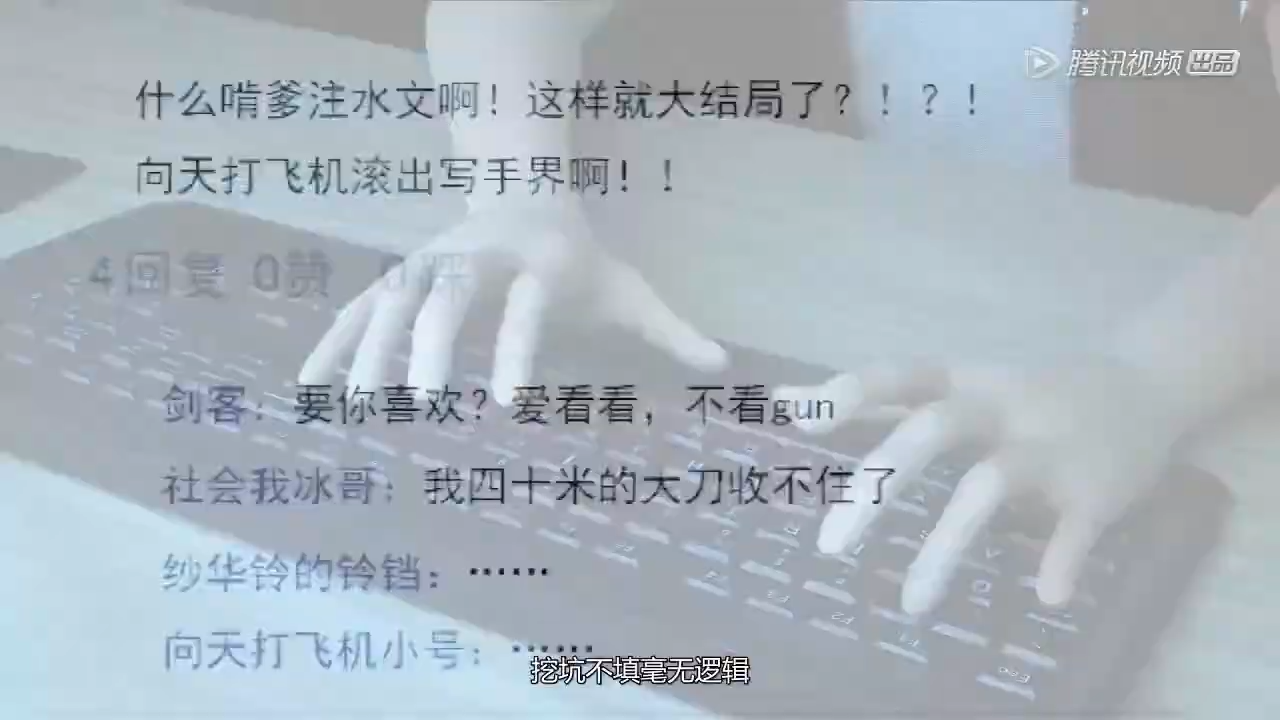 腾讯视频 出品
什么啃爹注水文啊！这样就大结局了？！？！
向天打飞机滚出写手界啊！！
4回复 0赞 0踩
剑客：要你喜欢？爱看看，不看gun
社会我冰哥：我四十米的大刀收不住了
纱华铃的铃铛：······
向天打飞机小号：······
挖坑不填毫无逻辑